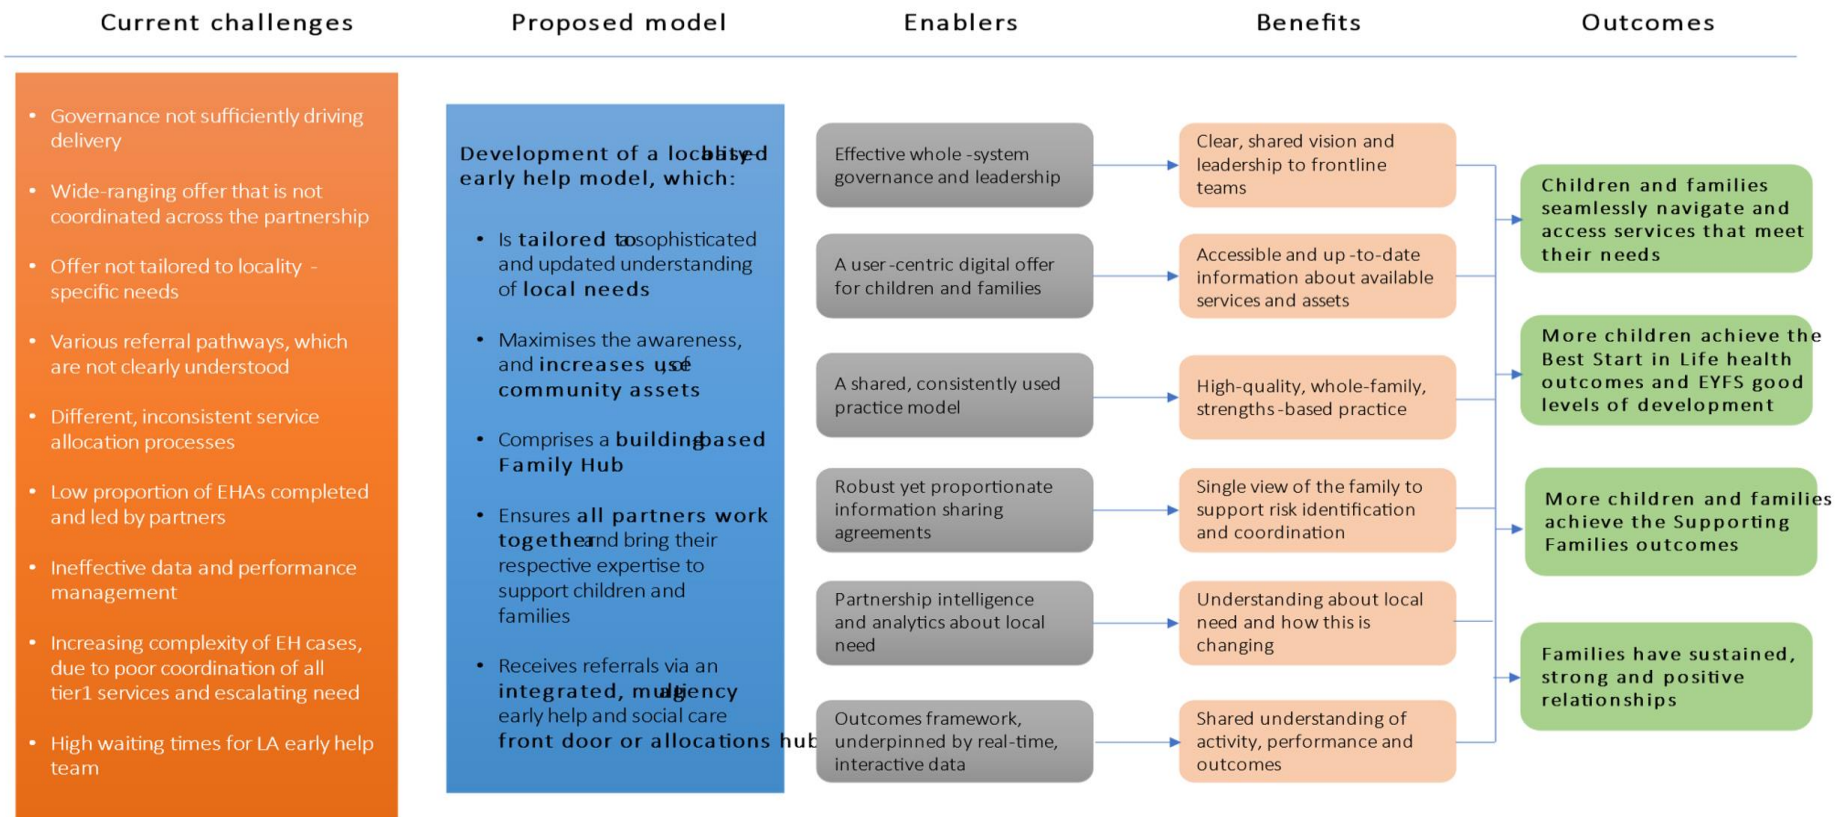 Current challenges
Proposed model
Enablers
Benefits
Outcomes
• Governance not sufficiently driving
delivery
• Wide-ranging offer that is not
coordinated across the partnership
• Offer not tailored to locality -
specific needs
• Various referral pathways, which
are not clearly understood
• Different, inconsistent service
allocation processes
• Low proportion of EHAs completed
and led by partners
• Ineffective data and performance
management
• Increasing complexity of EH cases,
due to poor coordination of all
tier1 services and escalating need
• High waiting times for LA early help
team
Development of a locality-based
early help model, which:
• Is tailored to a sophisticated
and updated understanding
of local needs
• Maximises the awareness,
and increases use, of
community assets
• Comprises a building-based
Family Hub
• Ensures all partners work
together and bring their
respective expertise to
support children and
families
• Receives referrals via an
integrated, multi-agency
early help and social care
front door or allocations hub
Effective whole -system
governance and leadership
A user-centric digital offer
for children and families
A shared, consistently used
practice model
Robust yet proportionate
information sharing
agreements
Partnership intelligence
and analytics about local
need
Outcomes framework,
underpinned by real-time,
interactive data
Clear, shared vision and
leadership to frontline
teams
Accessible and up -to-date
information about available
services and assets
High-quality, whole-family,
strengths-based practice
Single view of the family to
support risk identification
and coordination
Understanding about local
need and how this is
changing
Shared understanding of
activity, performance and
outcomes
Children and families
seamlessly navigate and
access services that meet
their needs
More children achieve the
Best Start in Life health
outcomes and EYFS good
levels of development
More children and families
achieve the Supporting
Families outcomes
Families have sustained,
strong and positive
relationships